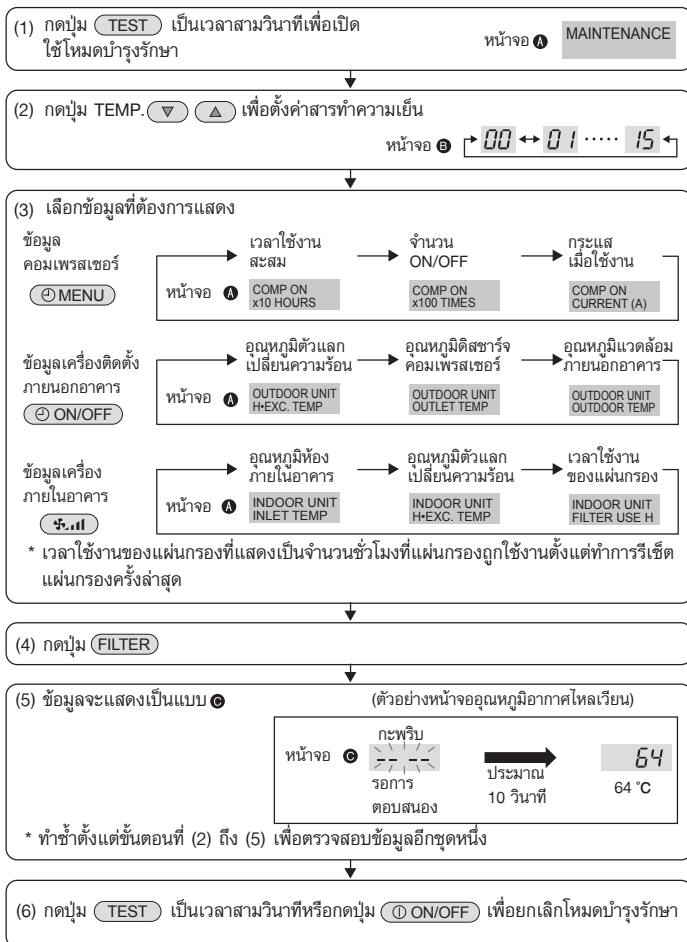 (1) กดปุ่ม TEST เป็นเวลาสามวินาทีเพื่อเปิด
ใช้โหมดบำรุงรักษา
หน้าจอ A MAINTENANCE
(2) กดปุ่ม TEMP. ▽ △ เพื่อตั้งค่าสารทำความเย็น
หน้าจอ B 00 ↔ 01 ····· 15
(3) เลือกข้อมูลที่ต้องการแสดง
ข้อมูล
คอมเพรสเซอร์
MENU
หน้าจอ A
เวลาใช้งาน
สะสม
COMP ON
x10 HOURS
จำนวน
ON/OFF
COMP ON
x100 TIMES
กระแส
เมื่อใช้งาน
COMP ON
CURRENT (A)
ข้อมูลเครื่องติดตั้ง
ภายนอกอาคาร
ON/OFF
หน้าจอ A
อุณหภูมิตัวแลก
เปลี่ยนความร้อน
OUTDOOR UNIT
H•EXC. TEMP
อุณหภูมิดิสชาร์จ
คอมเพรสเซอร์
OUTDOOR UNIT
OUTLET TEMP
อุณหภูมิแวดล้อม
ภายนอกอาคาร
OUTDOOR UNIT
OUTDOOR TEMP
ข้อมูลเครื่อง
ภายในอาคาร
หน้าจอ A
อุณหภูมิห้อง
ภายในอาคาร
INDOOR UNIT
INLET TEMP
อุณหภูมิตัวแลก
เปลี่ยนความร้อน
INDOOR UNIT
H•EXC. TEMP
เวลาใช้งาน
ของแผ่นกรอง
INDOOR UNIT
FILTER USE H
* เวลาใช้งานของแผ่นกรองที่แสดงเป็นจำนวนชั่วโมงที่แผ่นกรองถูกใช้งานตั้งแต่ทำการรีเซ็ต
แผ่นกรองครั้งล่าสุด
(4) กดปุ่ม FILTER
(5) ข้อมูลจะแสดงเป็นแบบ C
(ตัวอย่างหน้าจออุณหภูมิอากาศไหลเวียน)
กะพริบ
หน้าจอ C -- --
รอการ
ตอบสนอง
ประมาณ
10 วินาที
64
64 °C
* ทำซ้ำตั้งแต่ขั้นตอนที่ (2) ถึง (5) เพื่อตรวจสอบข้อมูลอีกชุดหนึ่ง
(6) กดปุ่ม TEST เป็นเวลาสามวินาทีหรือกดปุ่ม ON/OFF เพื่อยกเลิกโหมดบำรุงรักษา